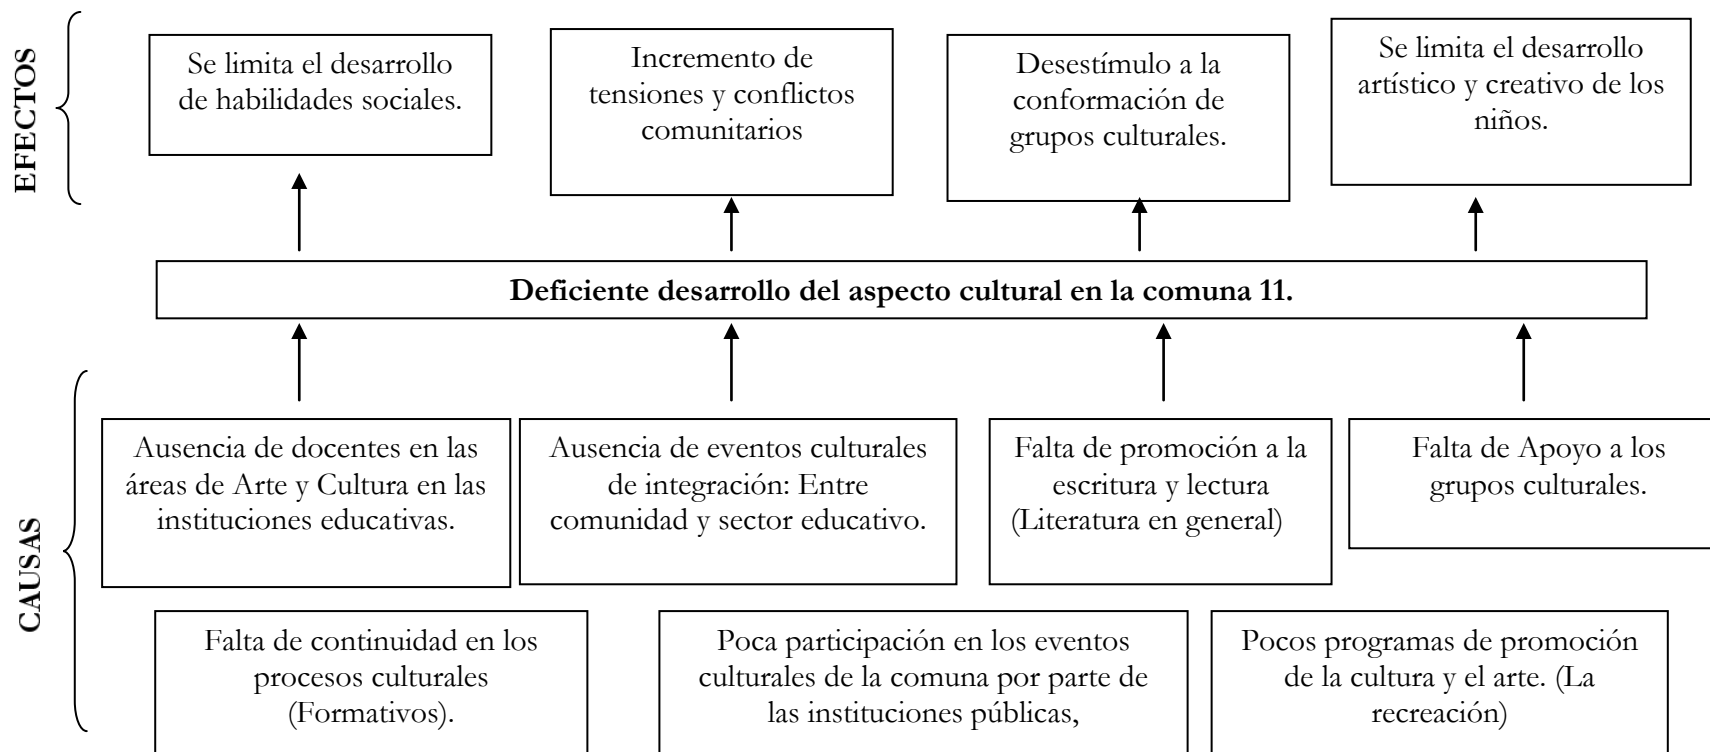 EFECTOS
Se limita el desarrollo
de habilidades sociales.
Incremento de
tensiones y conflictos
comunitarios
Desestímulo a la
conformación de
grupos culturales.
Se limita el desarrollo
artístico y creativo de los
niños.
Deficiente desarrollo del aspecto cultural en la comuna 11.
CAUSAS
Ausencia de docentes en las
áreas de Arte y Cultura en las
instituciones educativas.
Ausencia de eventos culturales
de integración: Entre
comunidad y sector educativo.
Falta de promoción a la
escritura y lectura
(Literatura en general)
Falta de Apoyo a los
grupos culturales.
Falta de continuidad en los
procesos culturales
(Formativos).
Poca participación en los eventos
culturales de la comuna por parte de
las instituciones públicas,
Pocos programas de promoción
de la cultura y el arte. (La
recreación)